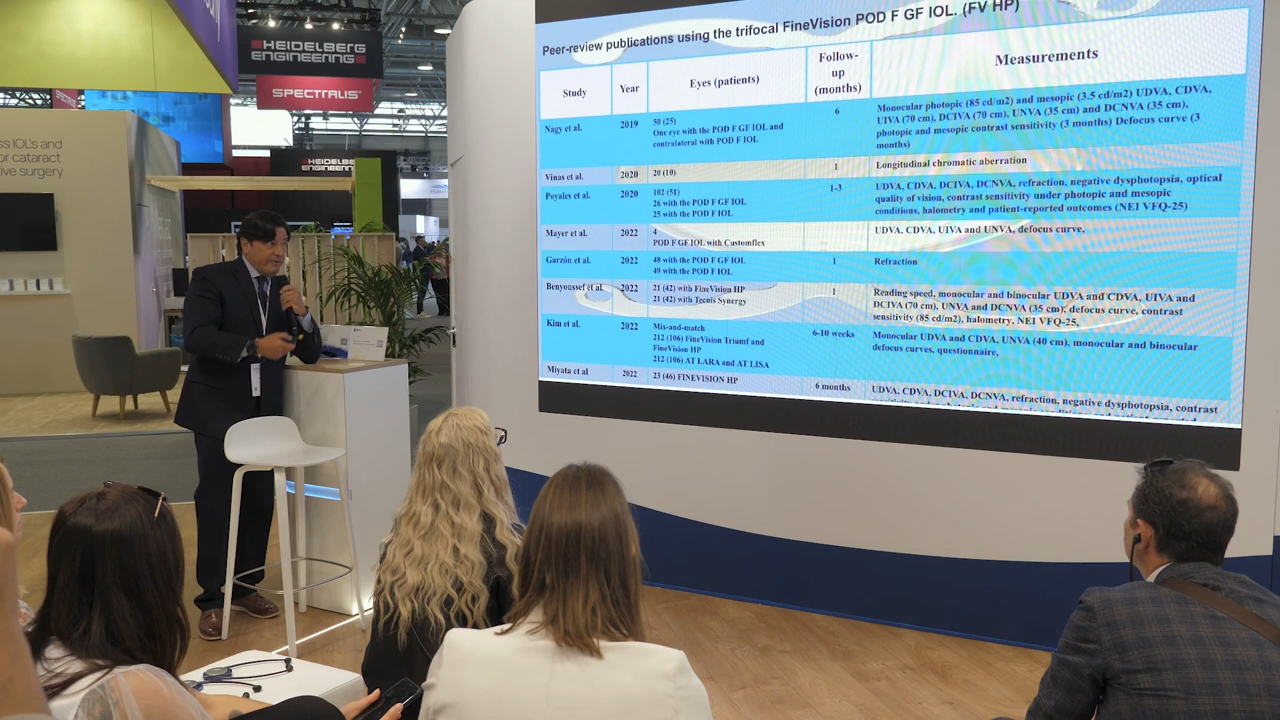 HEIDELBERG
ENGINEERING
SPECTRALIS
HEIDELBERG
ENGINEERING
ss IOL's and
or cataract
tive surgery
Peer-review publications using the trifocal FineVision POD F GF IOL. (FV HP)
Study
Year
Eyes (patients)
Follow-
up
(months)
Measurements
Nagy et al.
2019
50 (25)
One eye with the POD F GF IOL and
contralateral with POD F IOL
6
Monocular photopic (85 cd/m2) and mesopic (3.5 cd/m2) UDVA, CDVA,
UIVA (70 cm), DCIVA (70 cm), UNVA (35 cm) and DCNVA (35 cm),
photopic and mesopic contrast sensitivity (3 months) Defocus curve (3
months)
Vinas et al.
2020
20 (10)
1
Longitudinal chromatic aberration
Poyales et al.
2020
102 (51)
26 with the POD F GF IOL
25 with the POD F IOL
1-3
UDVA, CDVA, DCIVA, DCNVA, refraction, negative dysphotopsia, optical
quality of vision, contrast sensitivity under photopic and mesopic
conditions, halometry and patient-reported outcomes (NEI VFQ-25)
Mayer et al.
2022
4
POD F GF IOL with Customflex
UDVA, CDVA, UIVA and UNVA, defocus curve,
Garzón et al.
2022
48 with the POD F GF IOL
49 with the POD F IOL
1
Refraction
Benyoussef et al.
2022
21 (42) with FineVision HP
21 (42) with Tecnis Synergy
1
Reading speed, monocular and binocular UDVA and CDVA, UIVA and
DCIVA (70 cm), UNVA and DCNVA (35 cm), defocus curve, contrast
sensitivity (85 cd/m2), halometry, NEI VFQ-25,
Kim et al.
2022
Mix-and-match
212 (106) FineVision Triumf and
FineVision HP
212 (106) AT LARA and AT LISA
6-10 weeks
Monocular UDVA and CDVA, UNVA (40 cm), monocular and binocular
defocus curves, questionnaire,
Miyata et al
2022
23 (46) FINEVISION HP
6 months
UDVA, CDVA, DCIVA, DCNVA, refraction, negative dysphotopsia, contrast